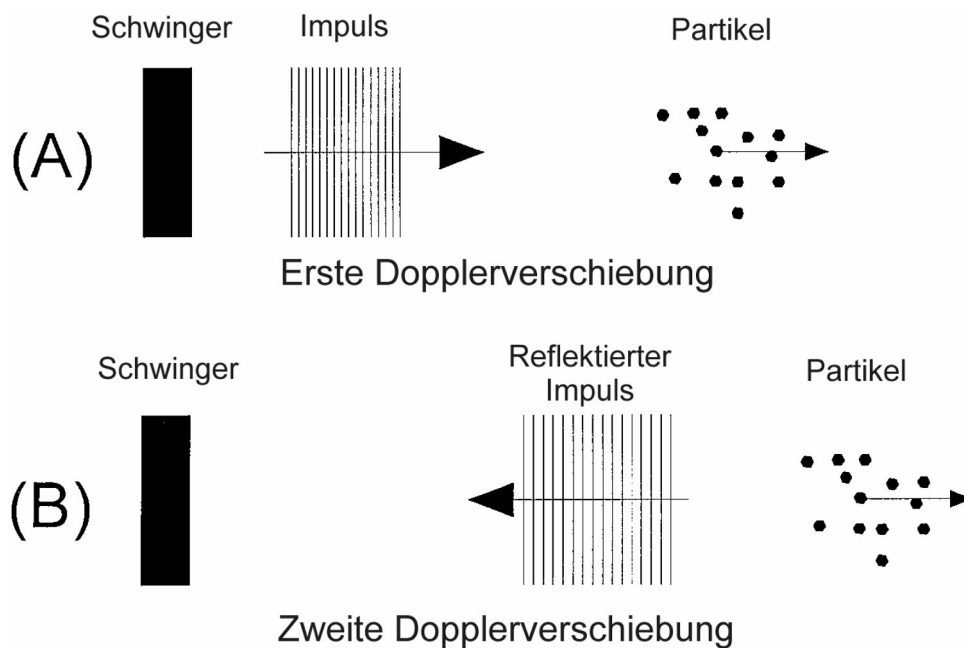 Schwinger
Impuls
Partikel
(A)
Erste Dopplerverschiebung
Schwinger
Reflektierter
Impuls
Partikel
(B)
Zweite Dopplerverschiebung